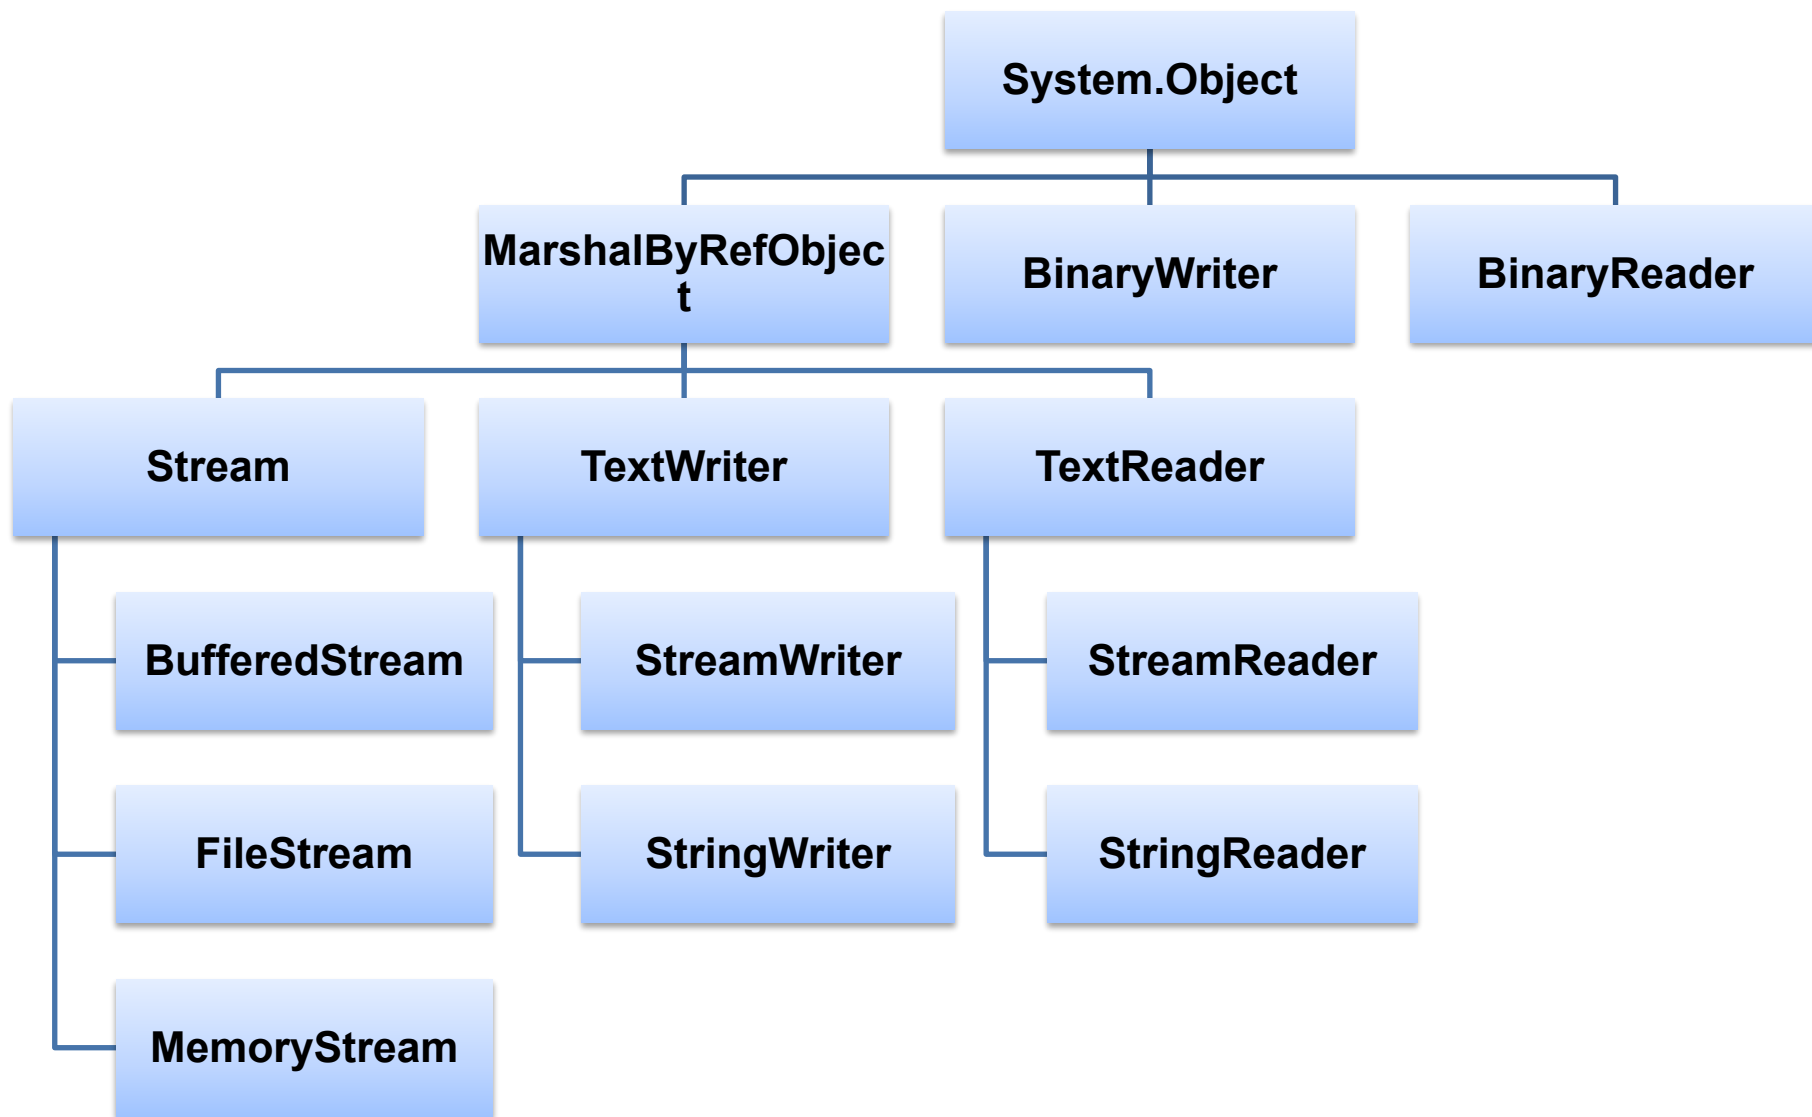 System.Object
MarshalByRefObjec
t
BinaryWriter
BinaryReader
Stream
TextWriter
TextReader
BufferedStream
StreamWriter
StreamReader
FileStream
StringWriter
StringReader
MemoryStream